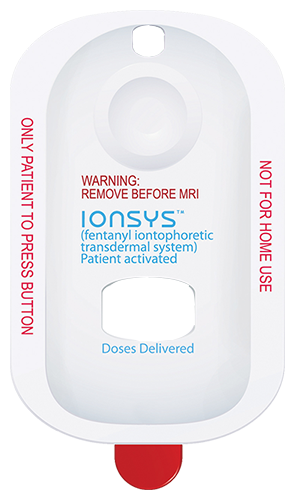 WARNING:
REMOVE BEFORE MRI
IONSYS™
(fentanyl iontophoretic
transdermal system)
Patient activated
Doses Delivered
ONLY PATIENT TO PRESS BUTTON
NOT FOR HOME USE